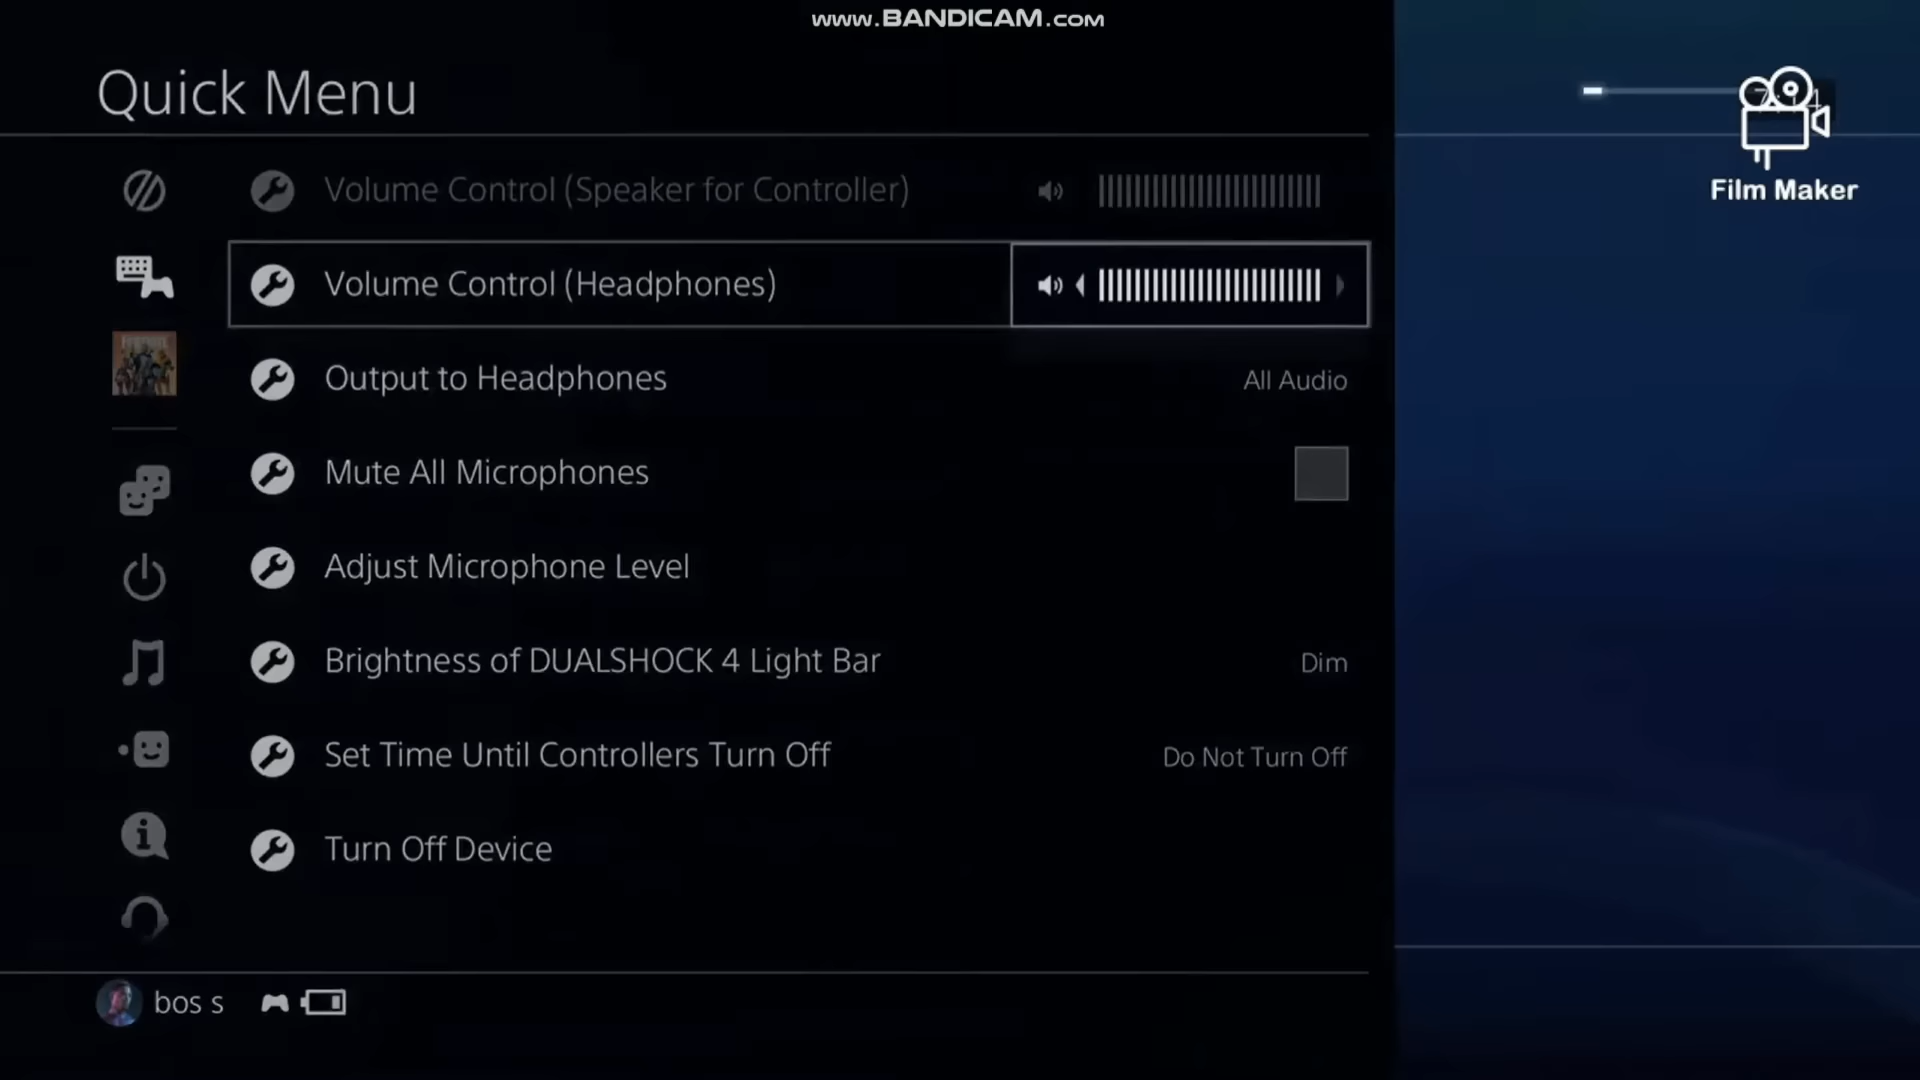 www.BANDICAM.com
Quick Menu
Film Maker
Volume Control (Speaker for Controller)
Volume Control (Headphones)
Output to Headphones All Audio
Mute All Microphones
Adjust Microphone Level
Brightness of DUALSHOCK 4 Light Bar Dim
Set Time Until Controllers Turn Off Do Not Turn Off
Turn Off Device
bos s